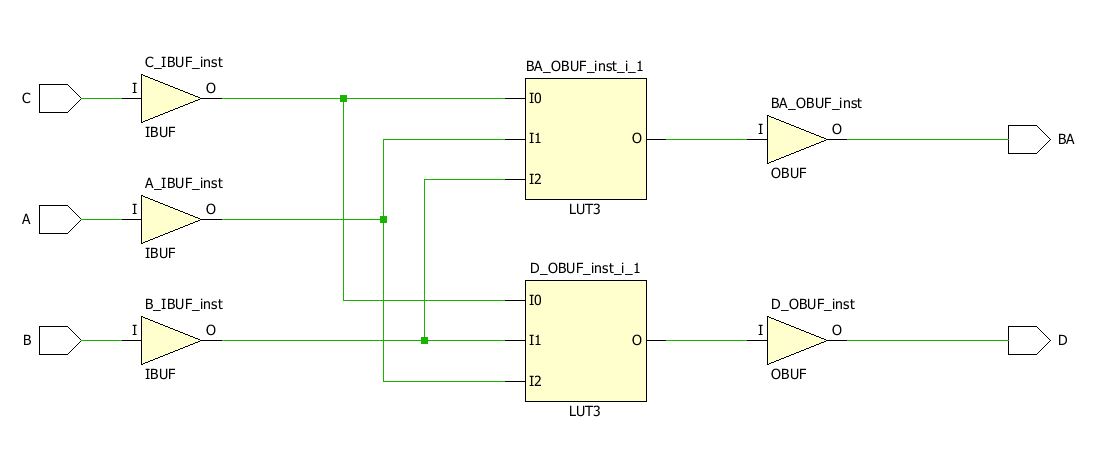 C_IBUF_inst
C
I
O
IBUF
BA_OBUF_inst_i_1
I0
I1
I2
O
LUT3
BA_OBUF_inst
I
O
OBUF
BA
A_IBUF_inst
A
I
O
IBUF
B_IBUF_inst
B
I
O
IBUF
D_OBUF_inst_i_1
I0
I1
I2
O
LUT3
D_OBUF_inst
I
O
OBUF
D